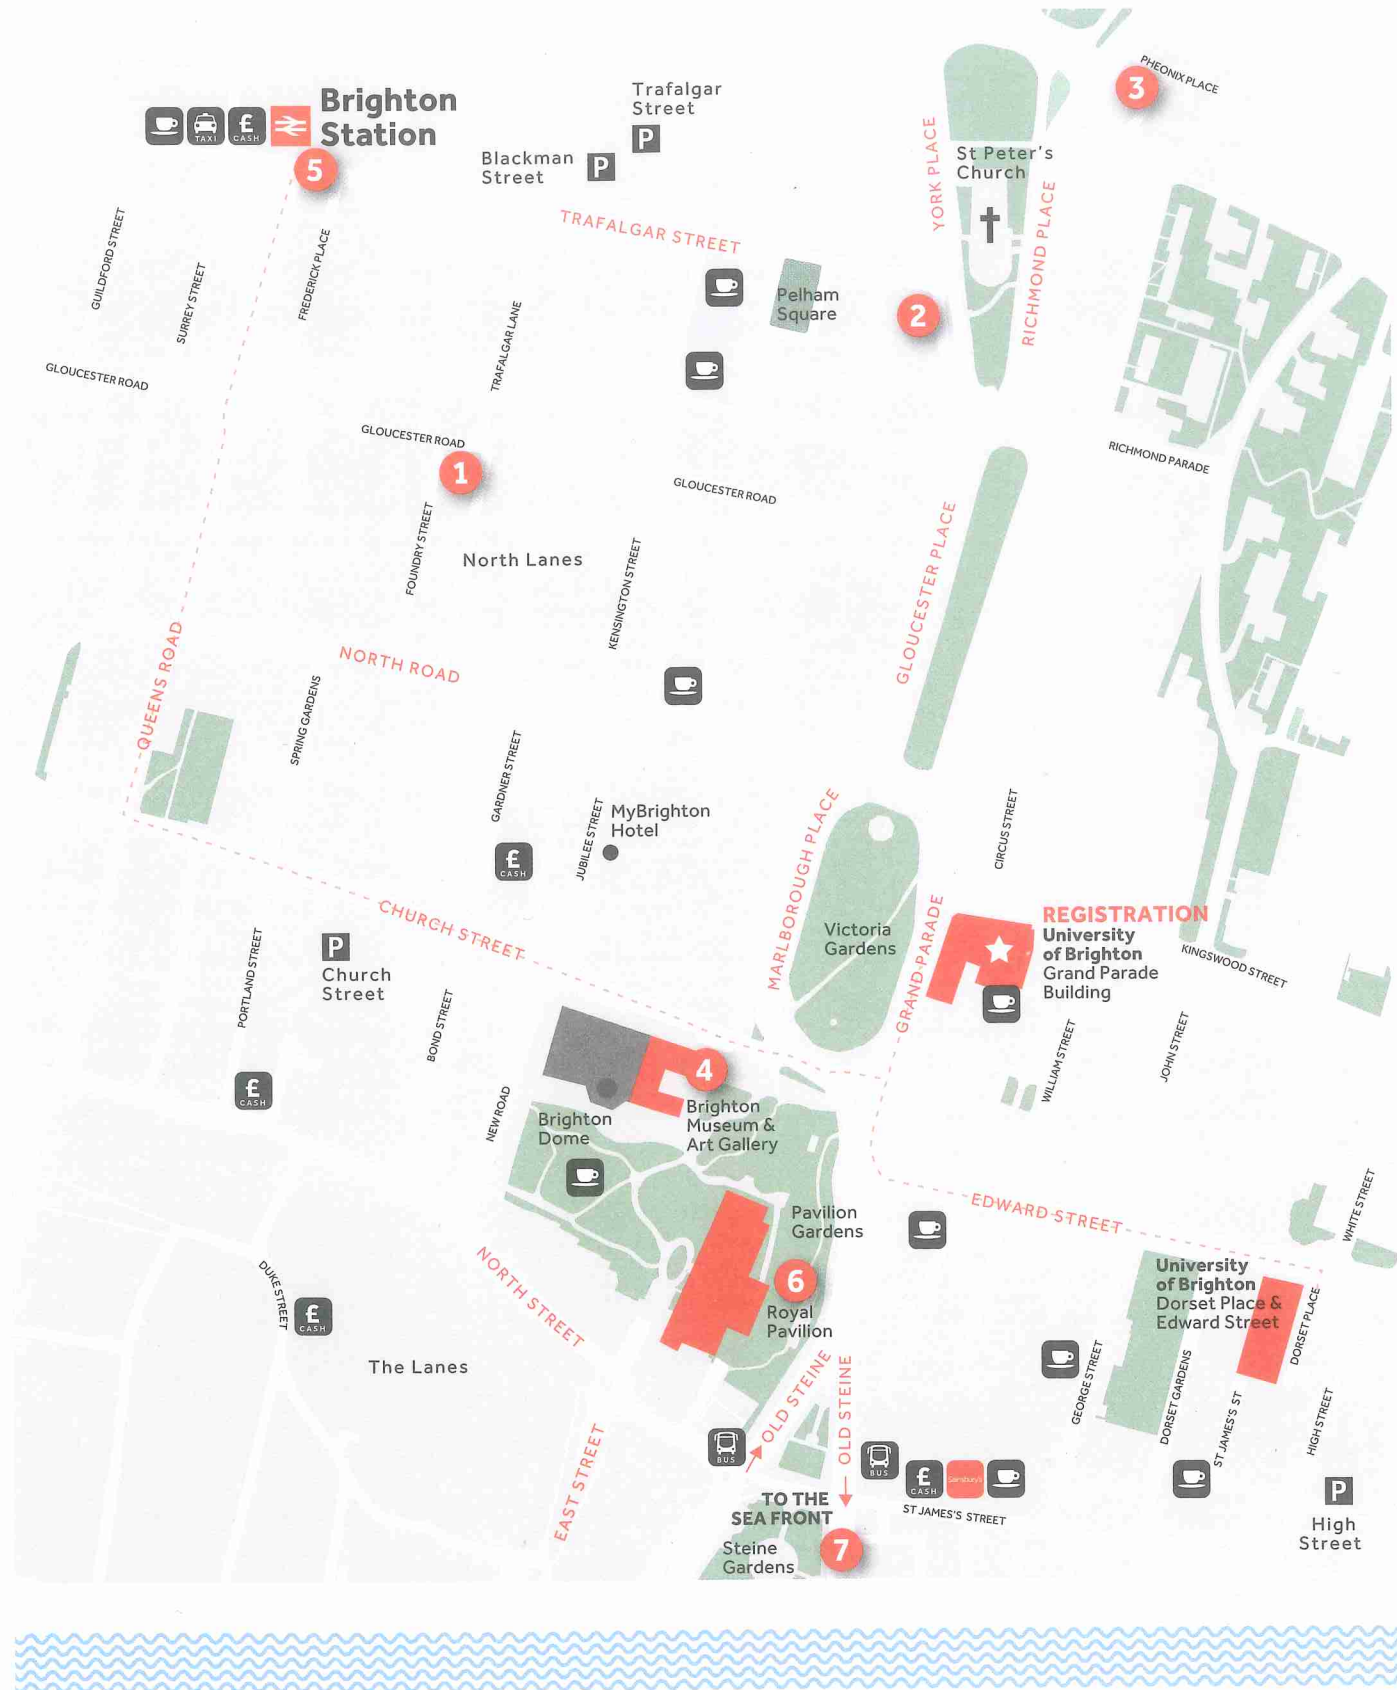 Brighton
Station
TAXI
£
CASH
5
Trafalgar
Street
P
Blackman
Street
P
PHEONIX PLACE
3
YORK PLACE
St Peter's
Church
RICHMOND PLACE
TRAFALGAR STREET
GUILDFORD STREET
SURREY STREET
FREDERICK PLACE
TRAFALGAR LANE
Pelham
Square
2
GLOUCESTER ROAD
GLOUCESTER ROAD
1
GLOUCESTER ROAD
RICHMOND PARADE
FOUNDRY STREET
North Lanes
KENSINGTON STREET
GLOUCESTER PLACE
QUEENS ROAD
NORTH ROAD
SPRING GARDENS
GARDNER STREET
£
CASH
JUBILEE STREET
MyBrighton
Hotel
MARLBOROUGH PLACE
CIRCUS STREET
CHURCH STREET
Victoria
Gardens
GRAND PARADE
REGISTRATION
University
of Brighton
Grand Parade
Building
KINGSWOOD STREET
PORTLAND STREET
P
Church
Street
BOND STREET
£
CASH
NEW ROAD
4
Brighton
Museum &
Art Gallery
Brighton
Dome
WILLIAM STREET
JOHN STREET
Pavilion
Gardens
EDWARD STREET
WHITE STREET
6
Royal
Pavilion
NORTH STREET
DUKE STREET
£
CASH
The Lanes
University
of Brighton
Dorset Place &
Edward Street
DORSET PLACE
GEORGE STREET
DORSET GARDENS
ST JAMES'S ST
HIGH STREET
EAST STREET
OLD STEINE
OLD STEINE
BUS
BUS
£
CASH
Sainsbury's
ST JAMES'S STREET
TO THE
SEA FRONT
Steine
Gardens
7
P
High
Street